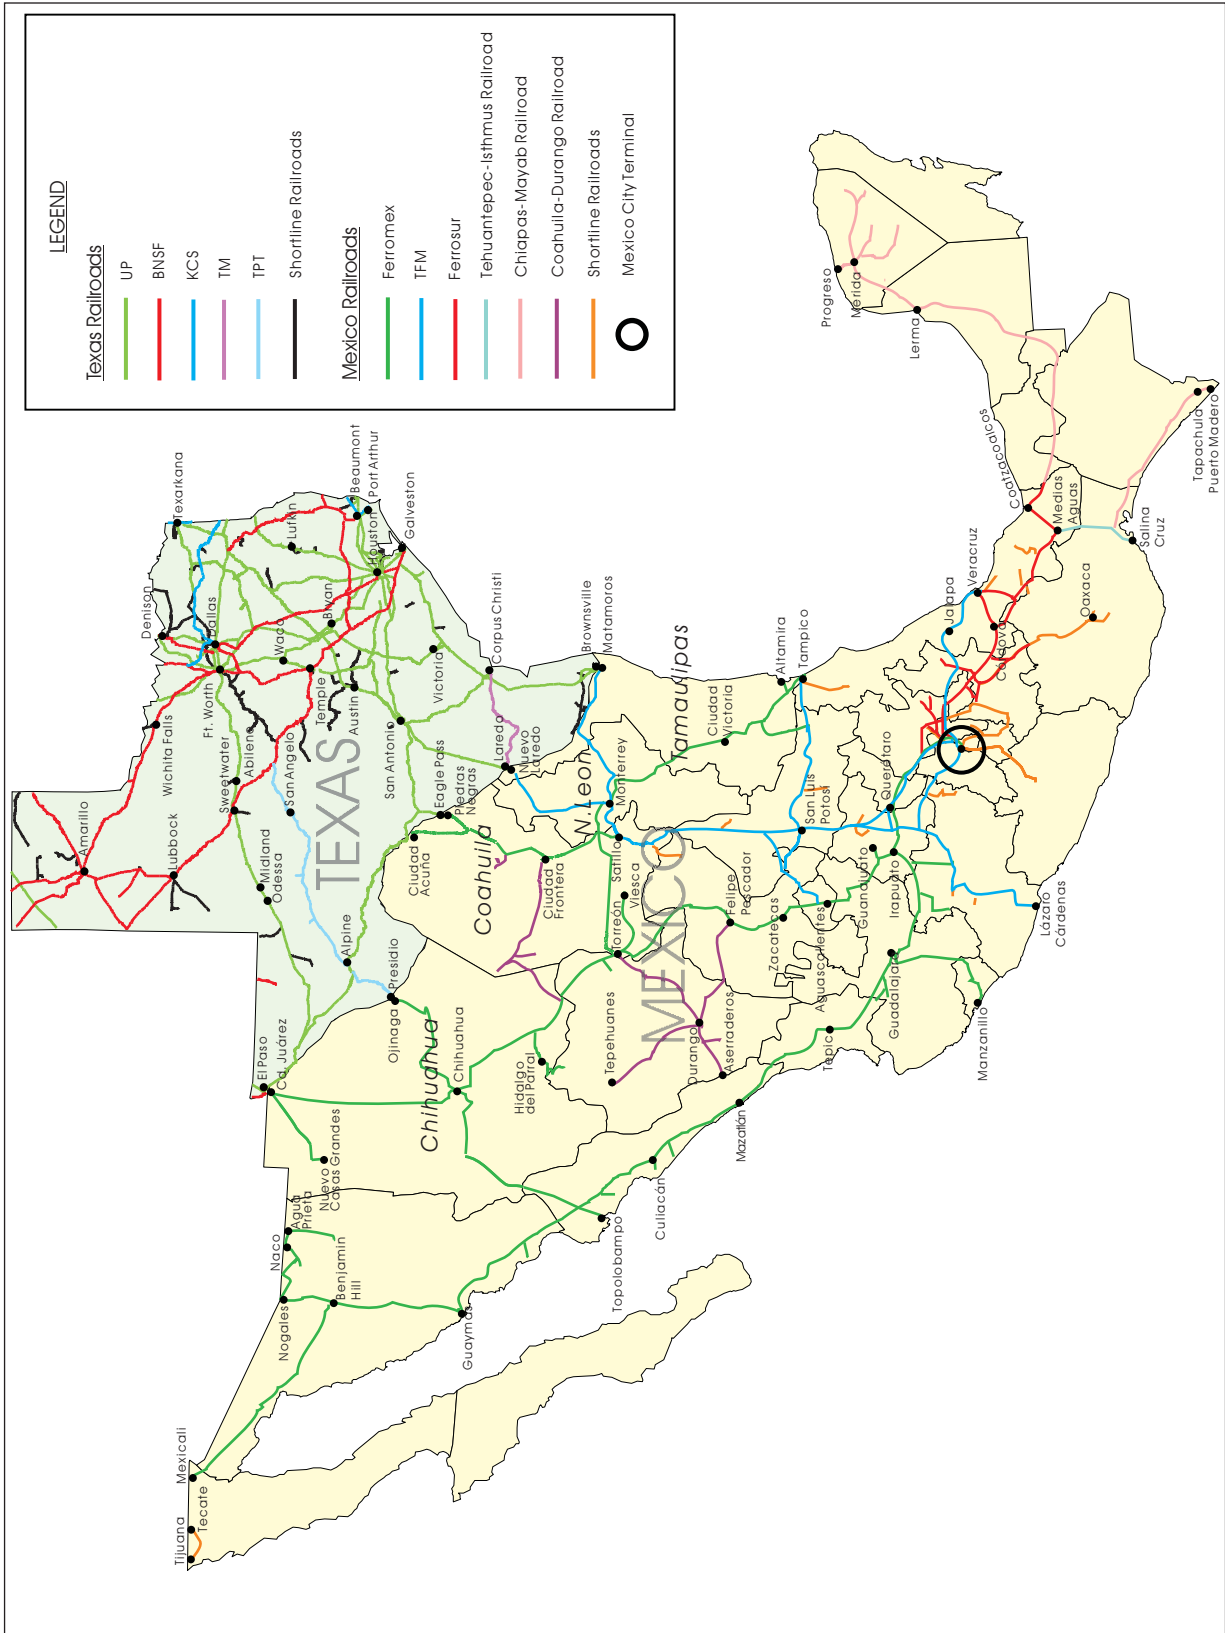 LEGEND
Texas Railroads
UP
BNSF
KCS
TM
TPT
Shortline Railroads
Mexico Railroads
Ferromex
TFM
Ferrosur
Tehuantepec-Isthmus Railroad
Chiapas-Mayab Railroad
Coahuila-Durango Railroad
Shortline Railroads
Mexico City Terminal
TEXAS
MEXICO
Chihuahua
Coahuila
N.Leon
Tamaulipas
Amarillo
Lubbock
Wichita Falls
Denison
Texarkana
Ft. Worth
Dallas
Sweetwater
Abilene
Midland
Odessa
San Angelo
Waco
Temple
Lufkin
Bryan
Austin
Houston
Beaumont
Port Arthur
Galveston
San Antonio
Victoria
Corpus Christi
Eagle Pass
Piedras
Negras
Laredo
Nuevo
Larledo
Brownsville
Matamoros
Alpine
Presidio
Ojinaga
El Paso
Cd. Juárez
Tijuana
Tecate
Mexicali
Nogales
Naco
Agua
Prieta
Benjamin
Hill
Nuevo
Casas Grandes
Guaymas
Chihuahua
Hidalgo
del Parral
Topolobampo
Culiacán
Mazatlán
Ciudad
Acuña
Ciudad
Frontera
Monterrey
Saltillo
Viesca
Torreón
Tepehuanes
Durango
Aserraderos
Felipe
Pescador
Zacatecas
Aguascalientes
San Luis
Potosi
Ciudad
Victoria
Altamira
Tampico
Tepic
Guadalajara
Manzanillo
Guanajuato
Irapuato
Querétaro
Lázaro
Cárdenas
Jalapa
Veracruz
Córdova
Oaxaca
Medias
Aguas
Coatzacoalcos
Salina
Cruz
Tapachula
Puerto Madero
Lerma
Merida
Progreso